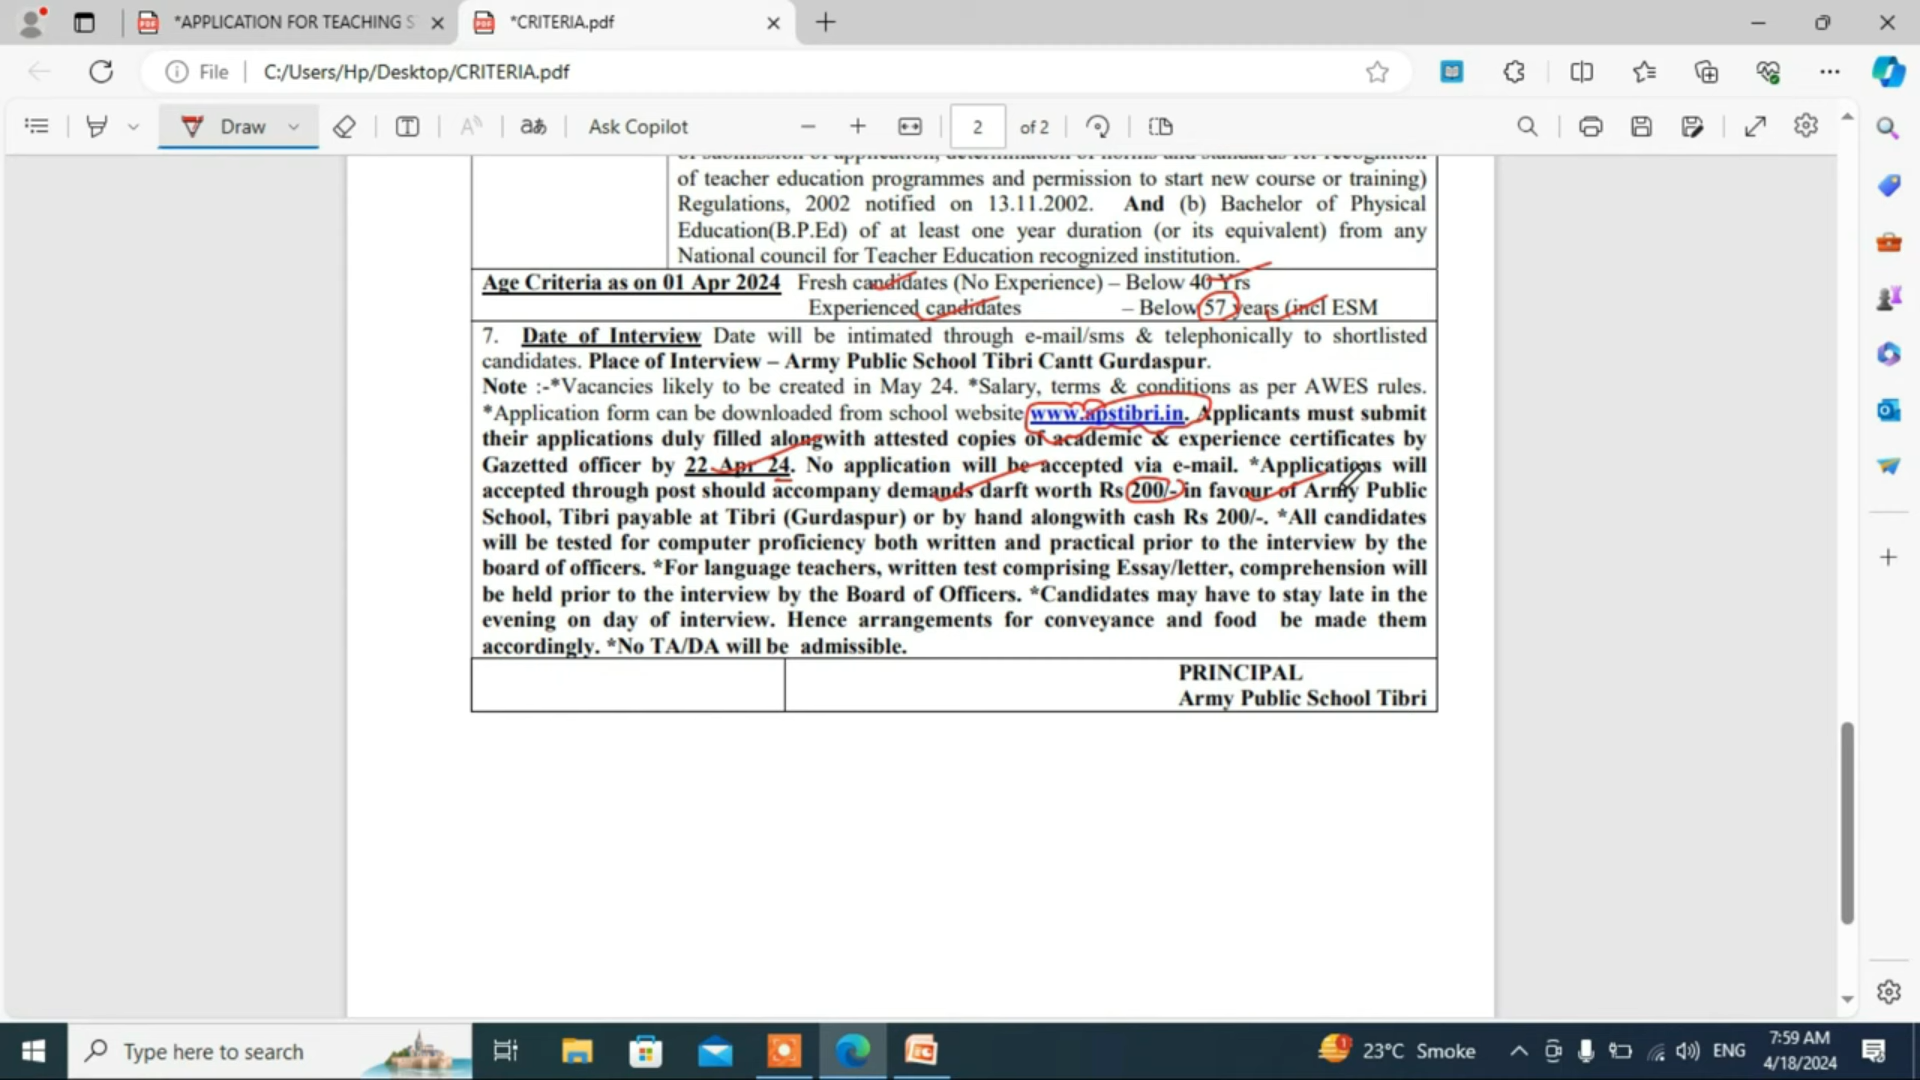 *APPLICATION FOR TEACHING S
*CRITERIA.pdf
File
C:/Users/Hp/Desktop/CRITERIA.pdf
Draw
Ask Copilot
2
of 2
of submission of application, determination of norms and standards for recognition
of teacher education programmes and permission to start new course or training)
Regulations, 2002 notified on 13.11.2002. And (b) Bachelor of Physical
Education(B.P.Ed) of at least one year duration (or its equivalent) from any
National council for Teacher Education recognized institution.
Age Criteria as on 01 Apr 2024 Fresh candidates (No Experience) – Below 40 Yrs
Experienced candidates – Below 57 years (incl ESM
7. Date of Interview Date will be intimated through e-mail/sms & telephonically to shortlisted
candidates. Place of Interview – Army Public School Tibri Cantt Gurdaspur.
Note :-*Vacancies likely to be created in May 24. *Salary, terms & conditions as per AWES rules.
*Application form can be downloaded from school website www.apstibri.in. Applicants must submit
their applications duly filled alongwith attested copies of academic & experience certificates by
Gazetted officer by 22 Apr 24. No application will be accepted via e-mail. *Applications will
accepted through post should accompany demands darft worth Rs 200/- in favour of Army Public
School, Tibri payable at Tibri (Gurdaspur) or by hand alongwith cash Rs 200/-. *All candidates
will be tested for computer proficiency both written and practical prior to the interview by the
board of officers. *For language teachers, written test comprising Essay/letter, comprehension will
be held prior to the interview by the Board of Officers. *Candidates may have to stay late in the
evening on day of interview. Hence arrangements for conveyance and food be made them
accordingly. *No TA/DA will be admissible.
PRINCIPAL
Army Public School Tibri
Type here to search
23°C Smoke
ENG
7:59 AM
4/18/2024